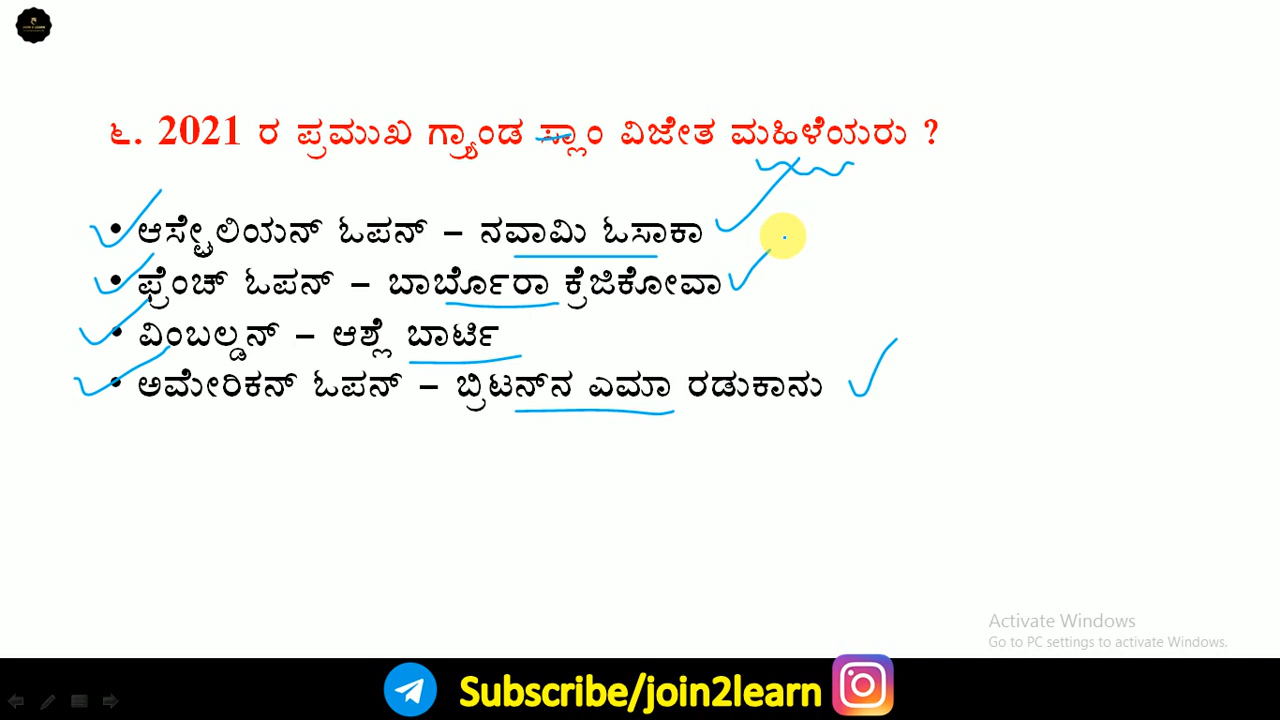 ೬. 2021 ರ ಪ್ರಮುಖ ಗ್ರ್ಯಾಂಡ ಸ್ಲಾಂ ವಿಜೇತ ಮಹಿಳೆಯರು ?
• ಆಸ್ಟ್ರೇಲಿಯನ್ ಓಪನ್ – ನವಾಮಿ ಓಸಾಕಾ
• ಫ್ರೆಂಚ್ ಓಪನ್ – ಬಾರ್ಬೊರಾ ಕ್ರೆಜಿಕೋವಾ
• ವಿಂಬಲ್ಡನ್ – ಆಶ್ಲೆ ಬಾರ್ಟಿ
• ಅಮೇರಿಕನ್ ಓಪನ್ – ಬ್ರಿಟನ್‌ನ ಎಮಾ ರಡುಕಾನು
Activate Windows
Go to PC settings to activate Windows.
Subscribe/join2learn